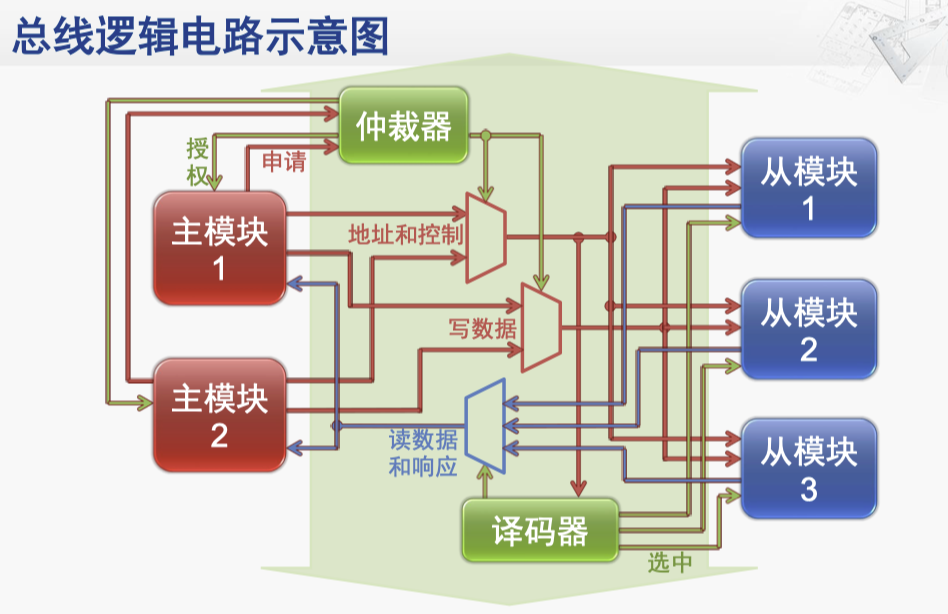 总线逻辑电路示意图
仲裁器
授
权
申请
主模块
1
地址和控制
从模块
1
写数据
从模块
2
主模块
2
读数据
和响应
从模块
3
译码器
选中